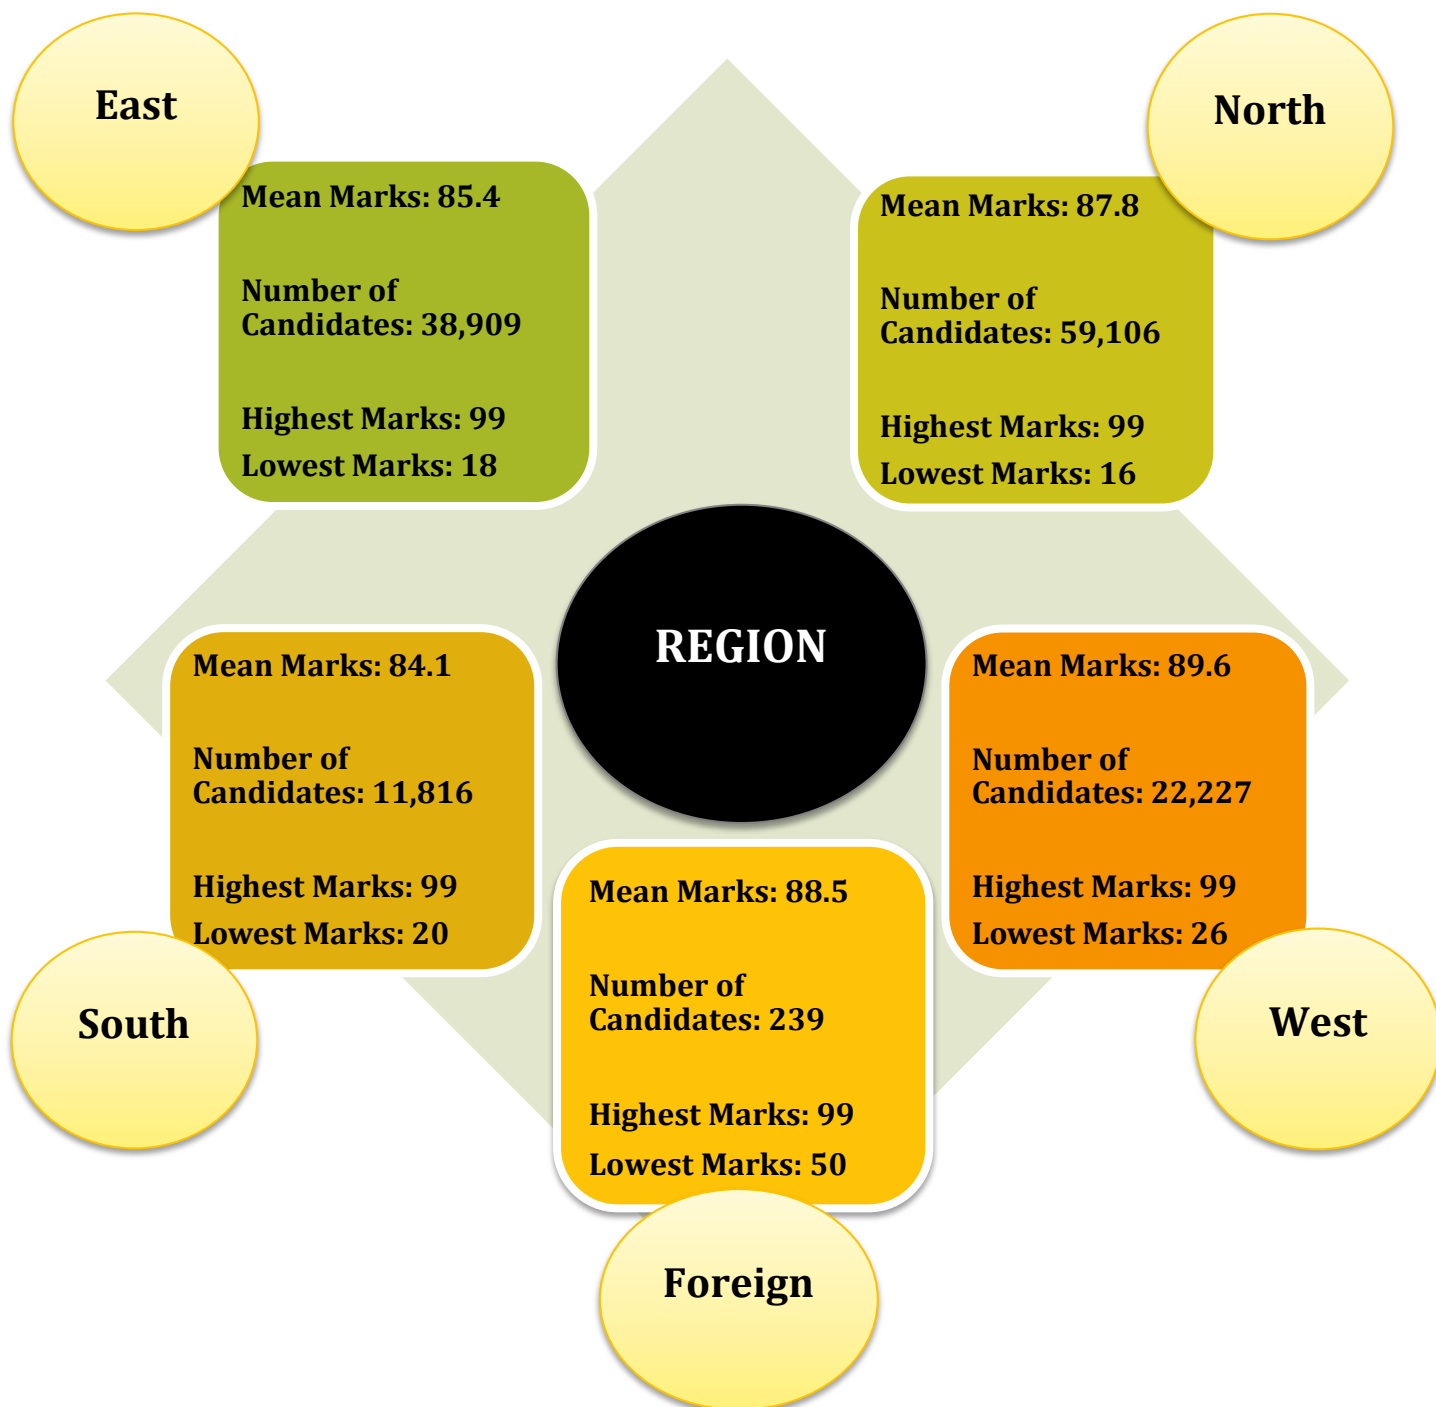 East
Mean Marks: 85.4
Number of
Candidates: 38,909
Highest Marks: 99
Lowest Marks: 18
North
Mean Marks: 87.8
Number of
Candidates: 59,106
Highest Marks: 99
Lowest Marks: 16
REGION
Mean Marks: 84.1
Number of
Candidates: 11,816
Highest Marks: 99
Lowest Marks: 20
South
Mean Marks: 89.6
Number of
Candidates: 22,227
Highest Marks: 99
Lowest Marks: 26
West
Mean Marks: 88.5
Number of
Candidates: 239
Highest Marks: 99
Lowest Marks: 50
Foreign